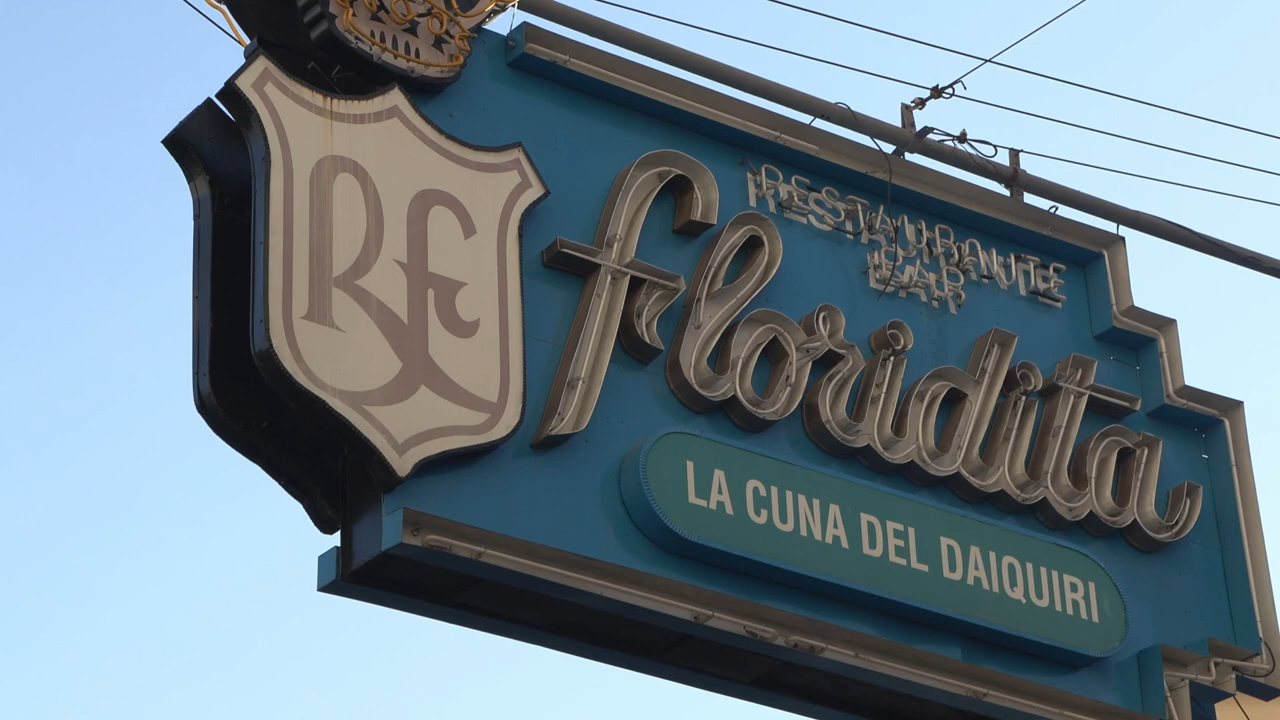 RF
RESTAURANTE
BAR
floridita
LA CUNA DEL DAIQUIRI